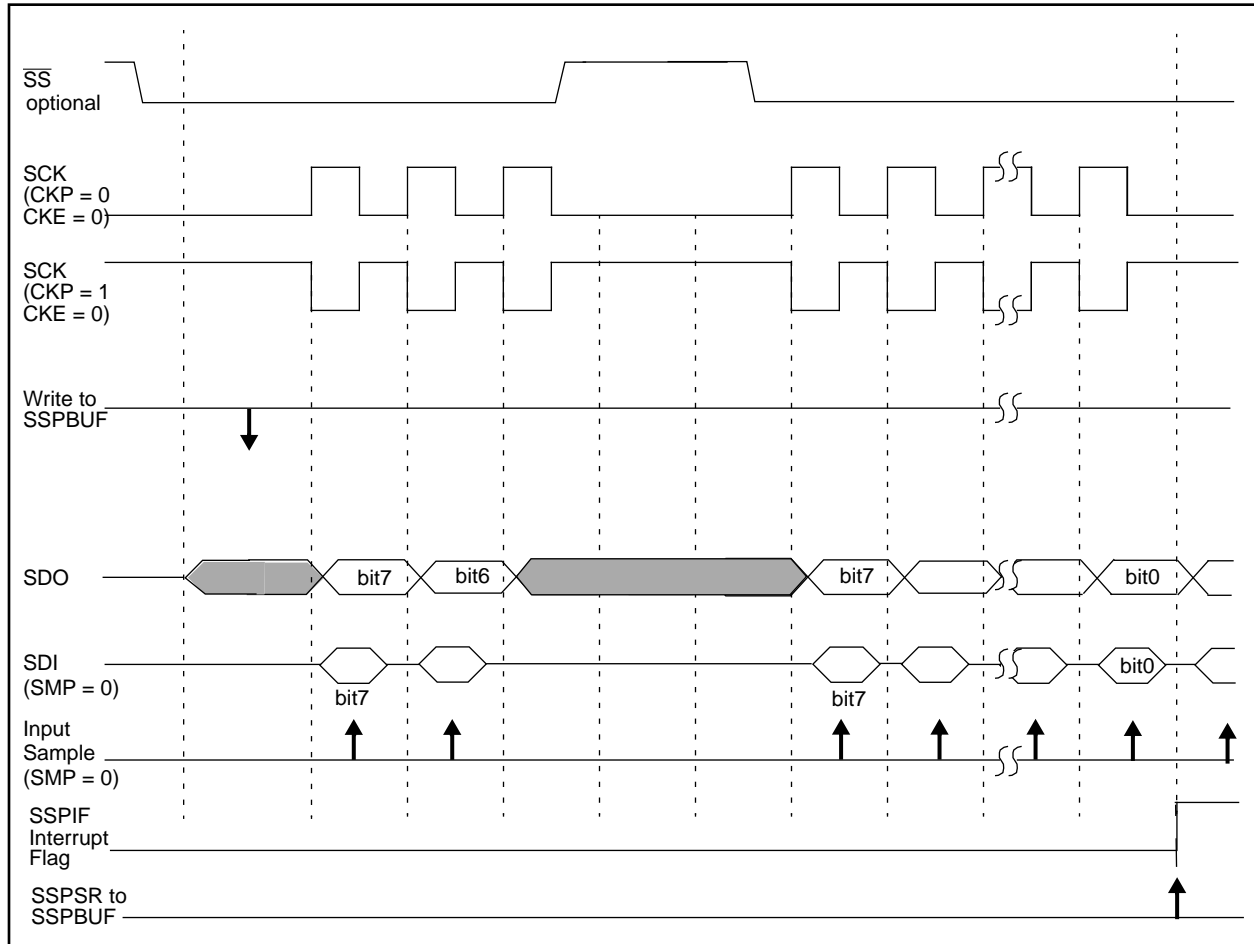 SS
optional
SCK
(CKP = 0
CKE = 0)
SCK
(CKP = 1
CKE = 0)
Write to
SSPBUF
SDO
bit7
bit6
bit7
bit0
SDI
(SMP = 0)
bit7
bit7
bit0
Input
Sample
(SMP = 0)
SSPIF
Interrupt
Flag
SSPSR to
SSPBUF